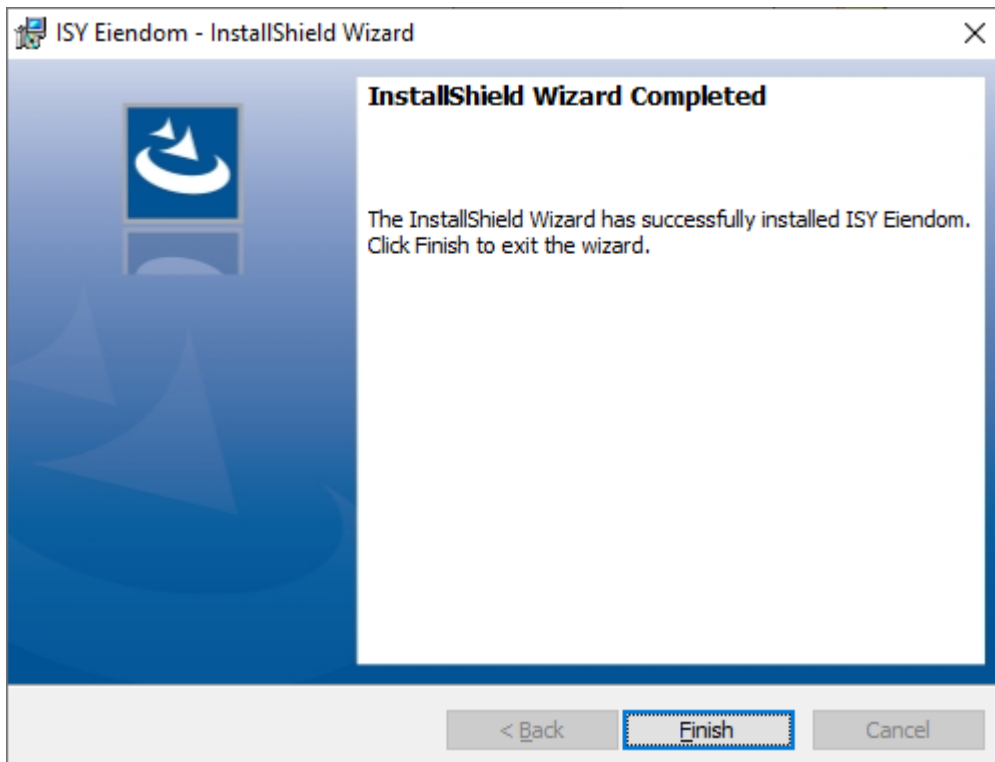 ISY Eiendom - InstallShield Wizard
InstallShield Wizard Completed
The InstallShield Wizard has successfully installed ISY Eiendom.
Click Finish to exit the wizard.
< Back
Finish
Cancel